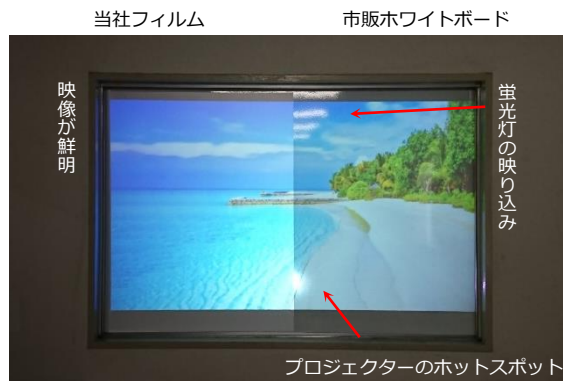 当社フィルム
市販ホワイトボード
映像が鮮明
蛍光灯の映り込み
プロジェクターのホットスポット